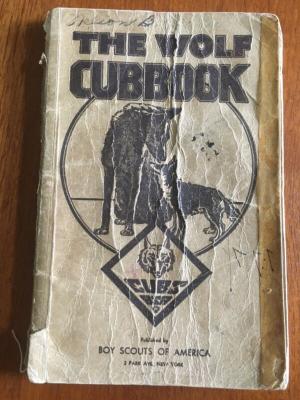 THE WOLF
CUBBOOK
CUBS
BSA
Published by
BOY SCOUTS OF AMERICA
2 PARK AVE. NEW YORK